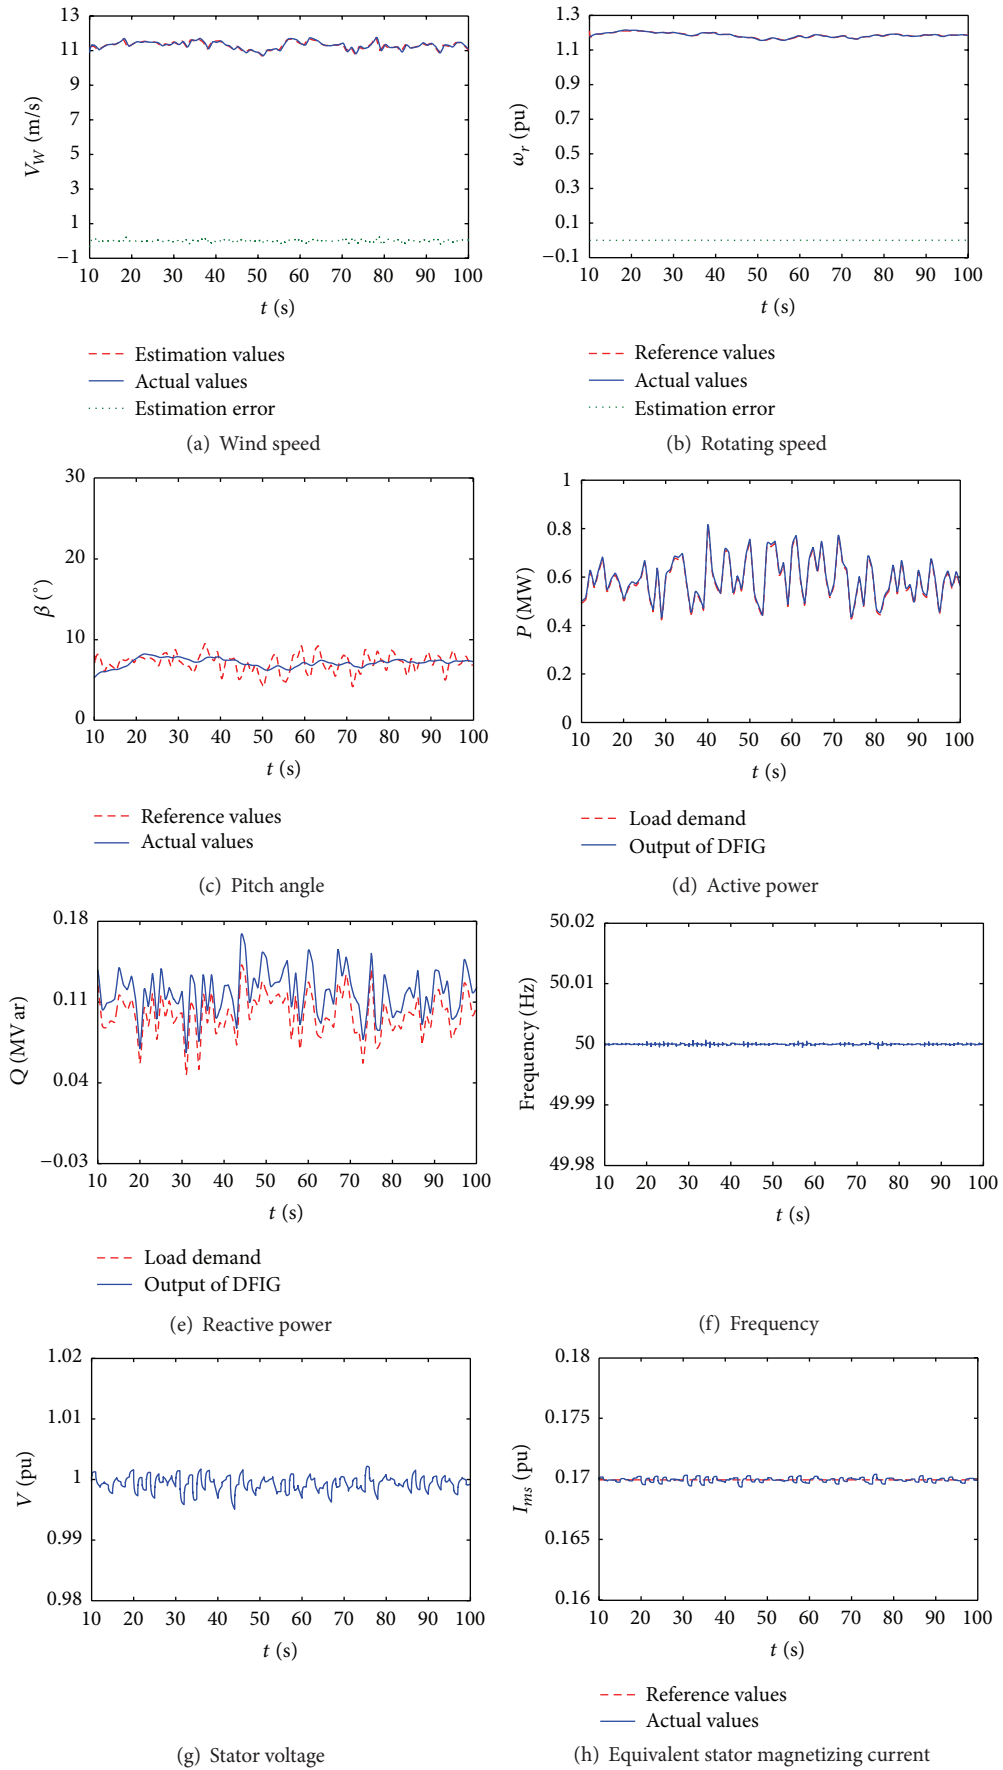 13
11
9
7
5
3
1
−1
V_W (m/s)
10 20 30 40 50 60 70 80 90 100
t (s)
Estimation values
Actual values
Estimation error
(a) Wind speed
1.3
1.1
0.9
0.7
0.5
0.3
0.1
−0.1
ω_r (pu)
10 20 30 40 50 60 70 80 90 100
t (s)
Reference values
Actual values
Estimation error
(b) Rotating speed
30
20
10
0
β (°)
10 20 30 40 50 60 70 80 90 100
t (s)
Reference values
Actual values
(c) Pitch angle
1
0.8
0.6
0.4
0.2
0
P (MW)
10 20 30 40 50 60 70 80 90 100
t (s)
Load demand
Output of DFIG
(d) Active power
0.18
0.11
0.04
−0.03
Q (MV ar)
10 20 30 40 50 60 70 80 90 100
t (s)
Load demand
Output of DFIG
(e) Reactive power
50.02
50.01
50
49.99
49.98
Frequency (Hz)
10 20 30 40 50 60 70 80 90 100
t (s)
(f) Frequency
1.02
1.01
1
0.99
0.98
V (pu)
10 20 30 40 50 60 70 80 90 100
t (s)
(g) Stator voltage
0.18
0.175
0.170
0.165
0.16
I_ms (pu)
10 20 30 40 50 60 70 80 90 100
t (s)
Reference values
Actual values
(h) Equivalent stator magnetizing current